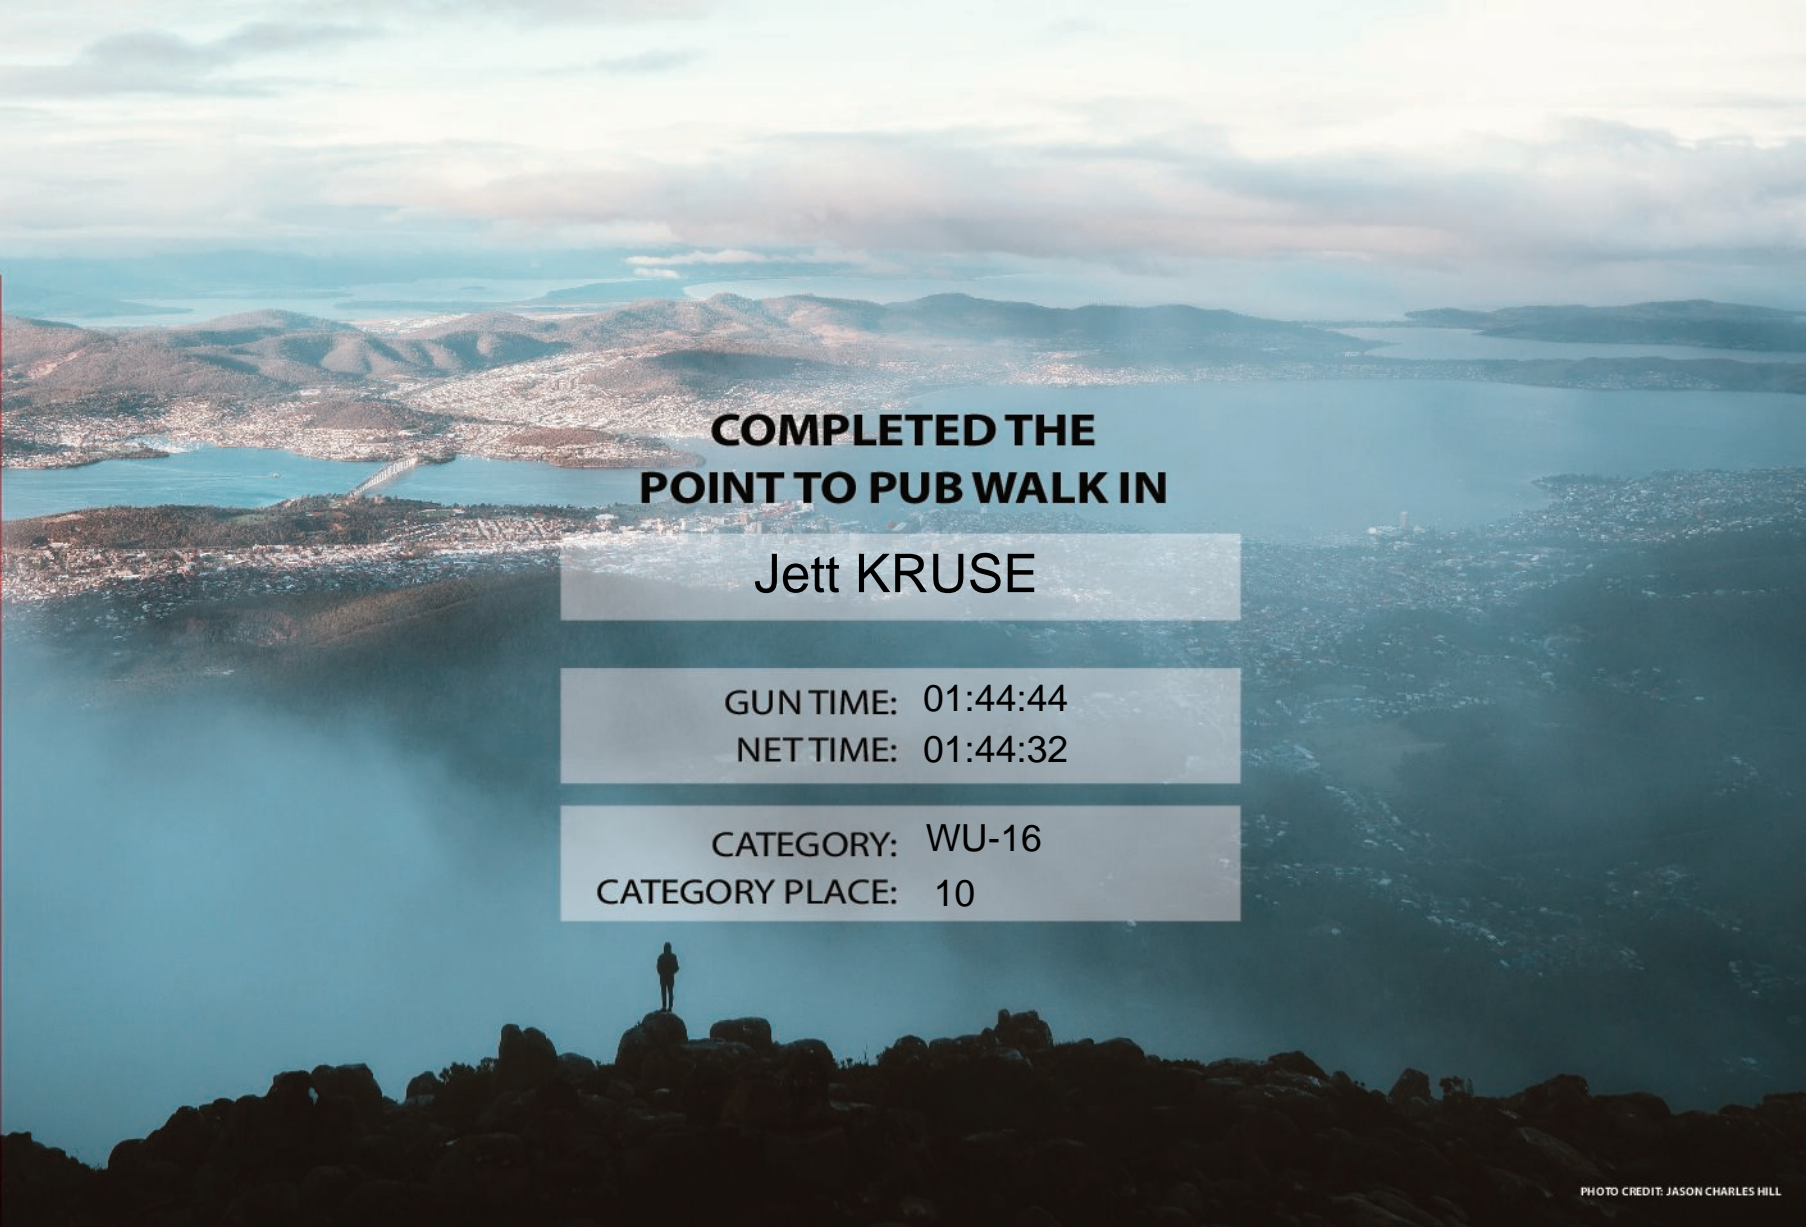 COMPLETED THE
POINT TO PUB WALK IN
Jett KRUSE
GUN TIME: 01:44:44
NET TIME: 01:44:32
CATEGORY: WU-16
CATEGORY PLACE: 10
PHOTO CREDIT: JASON CHARLES HILL